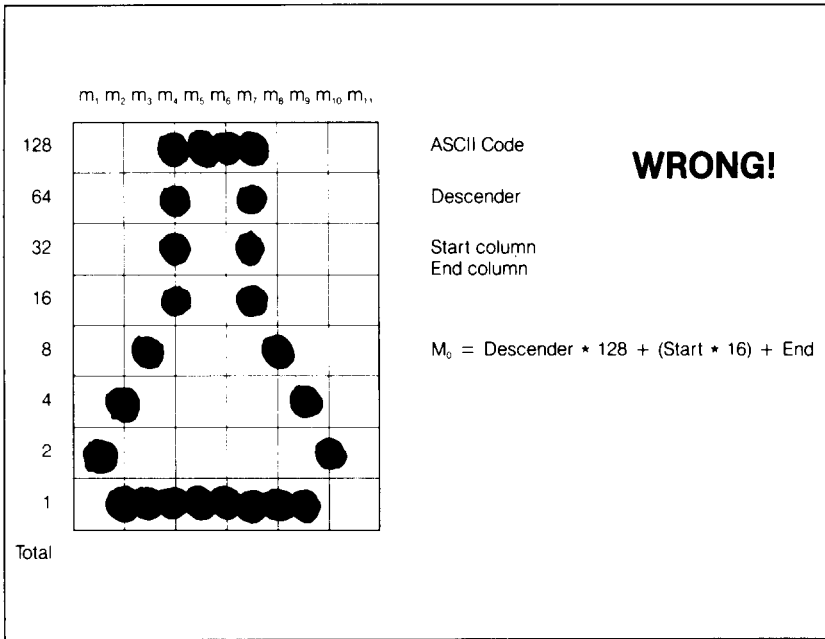 m₁ m₂ m₃ m₄ m₅ m₆ m₇ m₈ m₉ m₁₀ m₁₁
128 ASCII Code WRONG!
64 Descender
32 Start column
End column
16
8 M₀ = Descender * 128 + (Start * 16) + End
4
2
1
Total